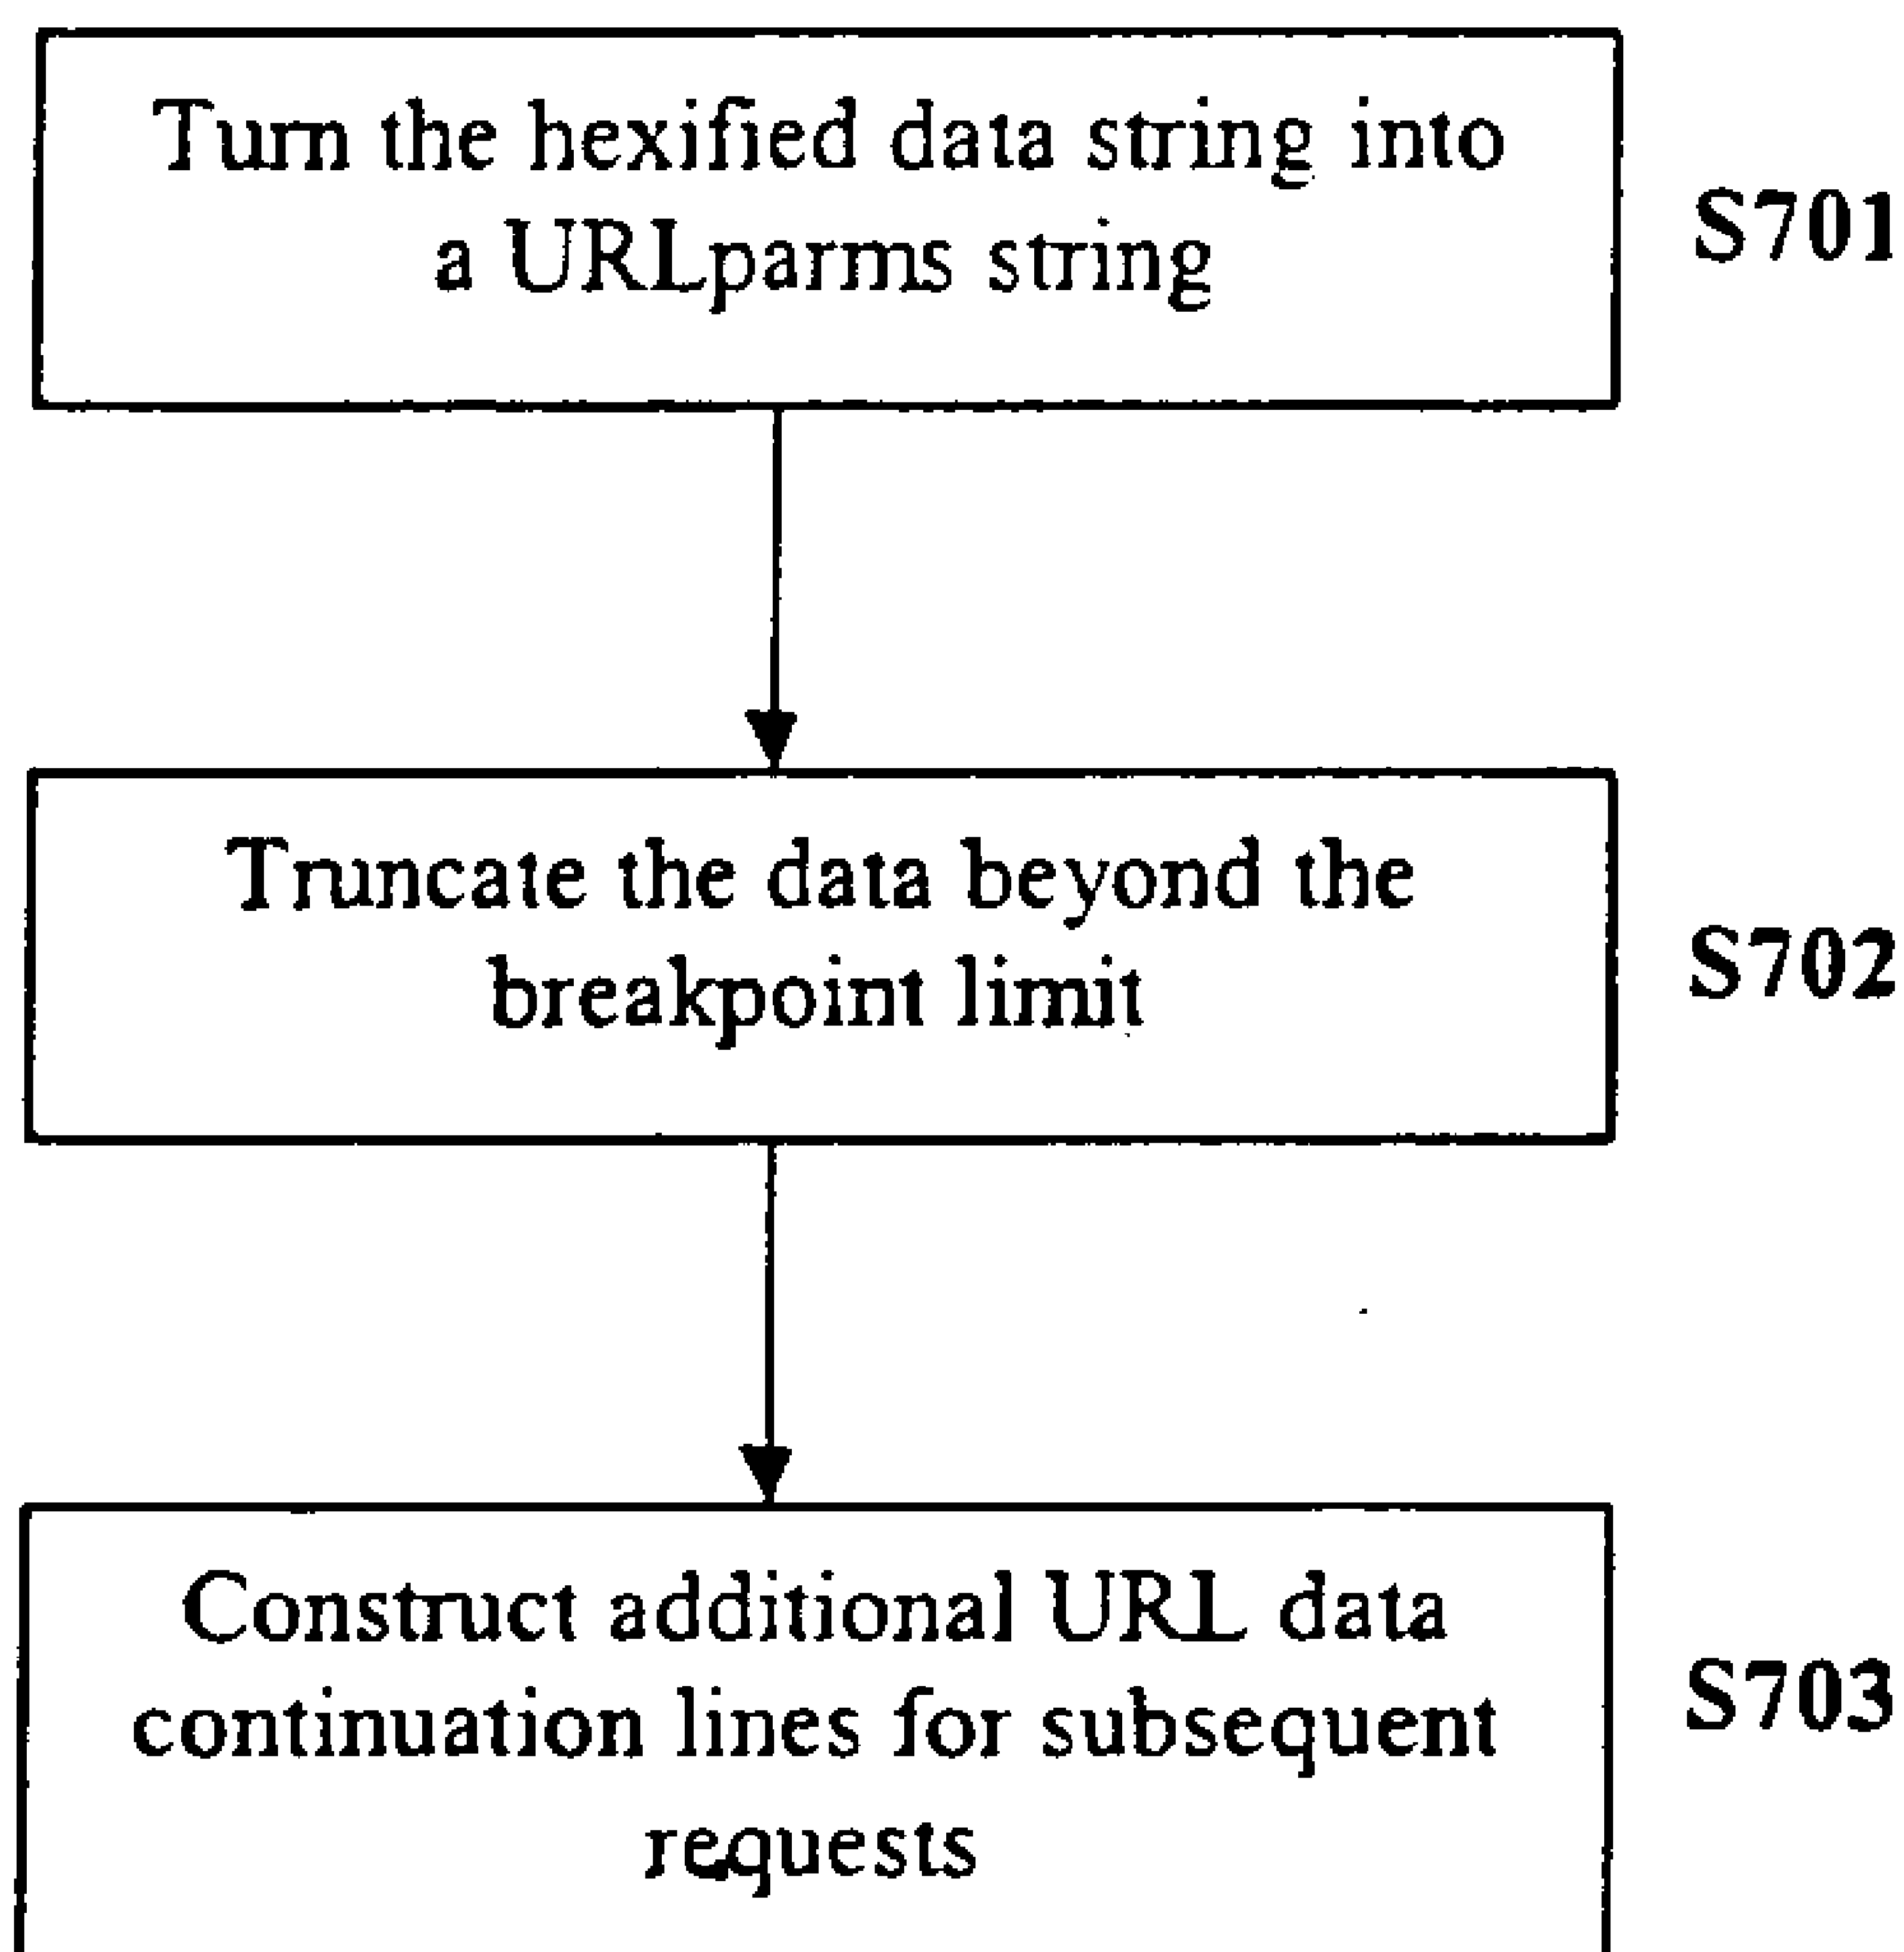 Turn the hexified data string into
a URLparms string
S701
Truncate the data beyond the
breakpoint limit
S702
Construct additional URL data
continuation lines for subsequent
requests
S703